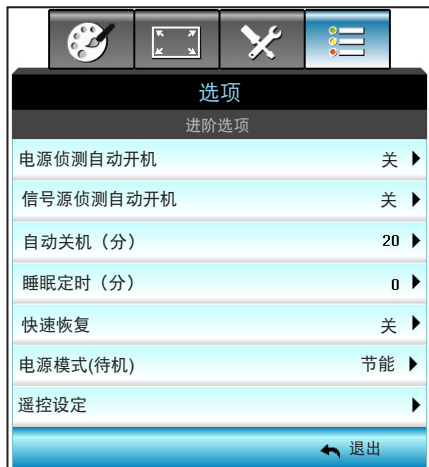 选项
进阶选项
电源侦测自动开机 关
信号源侦测自动开机 关
自动关机（分） 20
睡眠定时（分） 0
快速恢复 关
电源模式(待机) 节能
遥控设定
退出